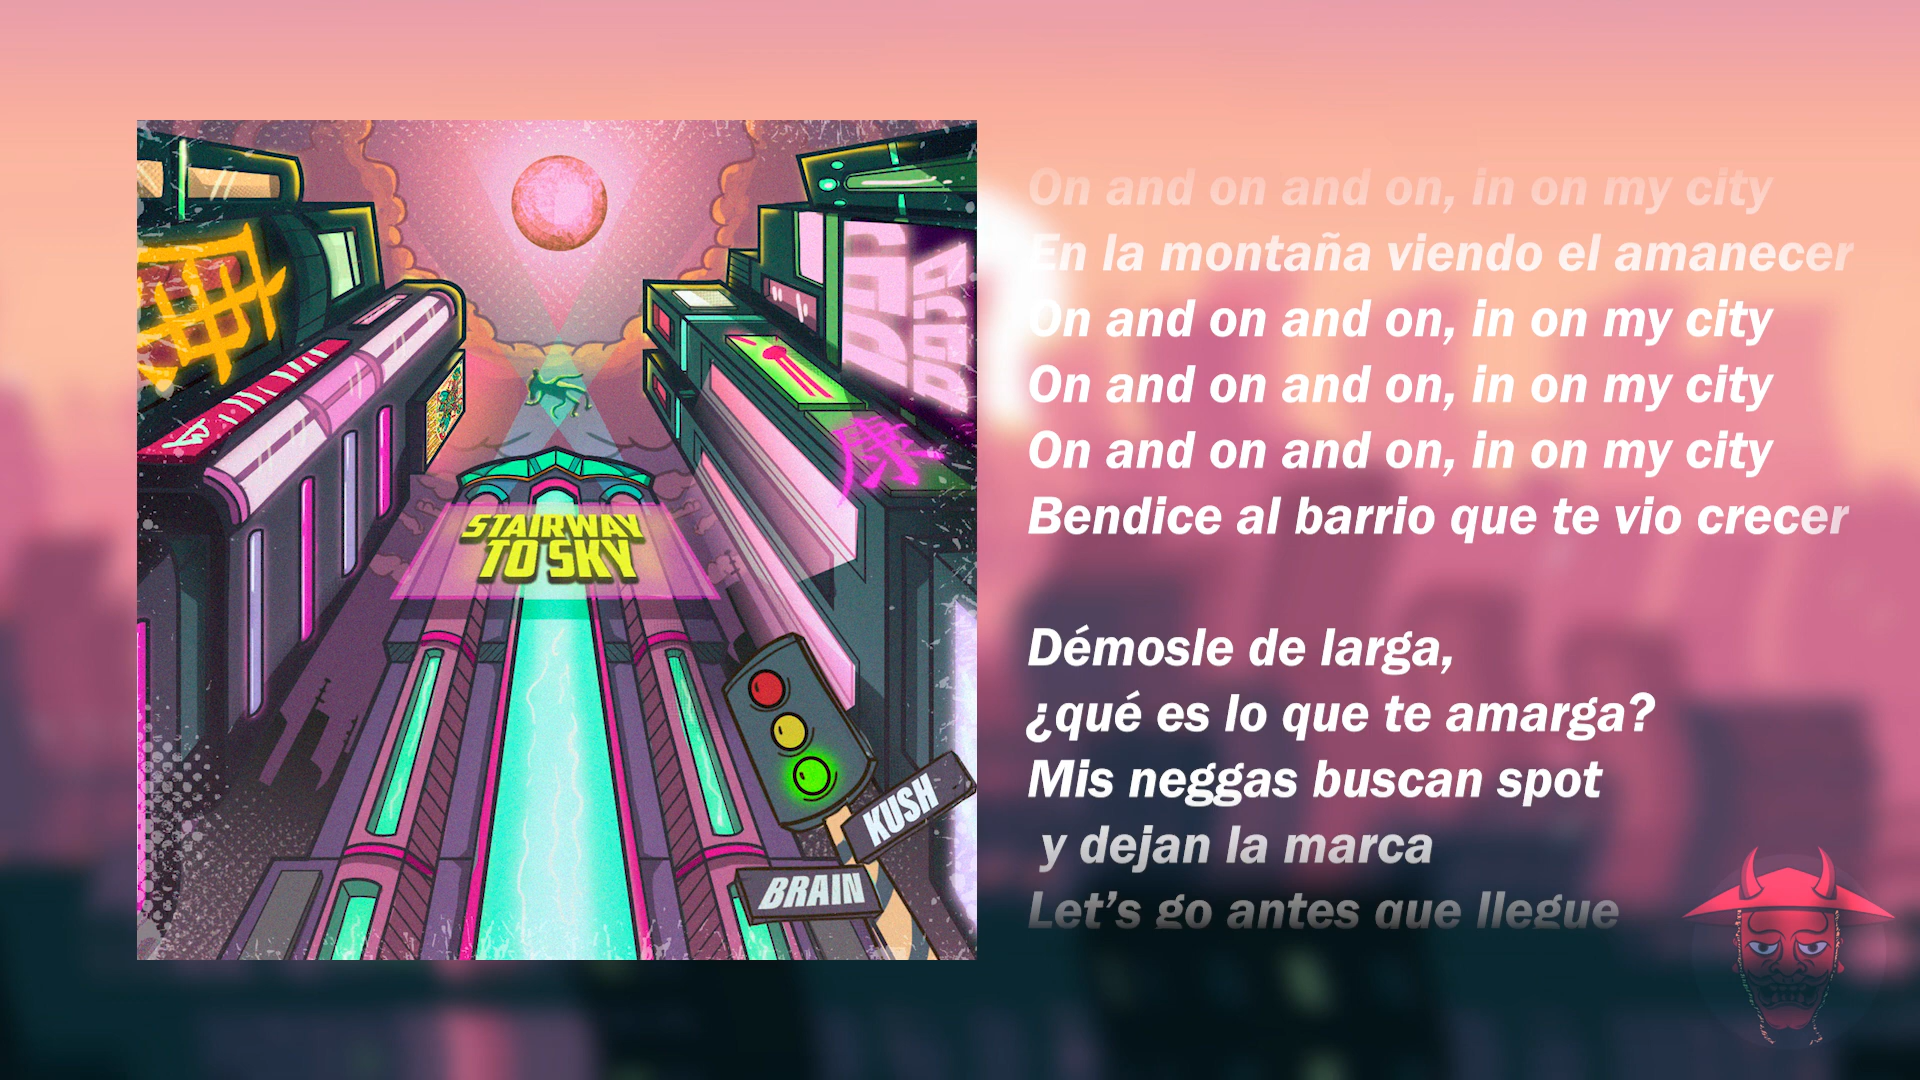 STAIRWAY
TO SKY
康
KUSH
BRAIN
On and on and on, in on my city
En la montaña viendo el amanecer
On and on and on, in on my city
On and on and on, in on my city
On and on and on, in on my city
Bendice al barrio que te vio crecer
Démosle de larga,
¿qué es lo que te amarga?
Mis neggas buscan spot
y dejan la marca
Let’s go antes que llegue